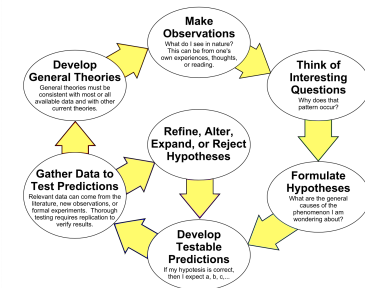 Make
Observations
What do I see in nature?
This can be from one's
own experiences, thoughts,
or reading.
Think of
Interesting
Questions
Why does that
pattern occur?
Formulate
Hypotheses
What are the general
causes of the
phenomenon I am
wondering about?
Develop
Testable
Predictions
If my hypotesis is correct,
then I expect a, b, c,...
Gather Data to
Test Predictions
Relevant data can come from the
literature, new observations, or
formal experiments. Thorough
testing requires replication to
verify results.
Refine, Alter,
Expand, or Reject
Hypotheses
Develop
General Theories
General theories must be
consistent with most or all
available data and with other
current theories.